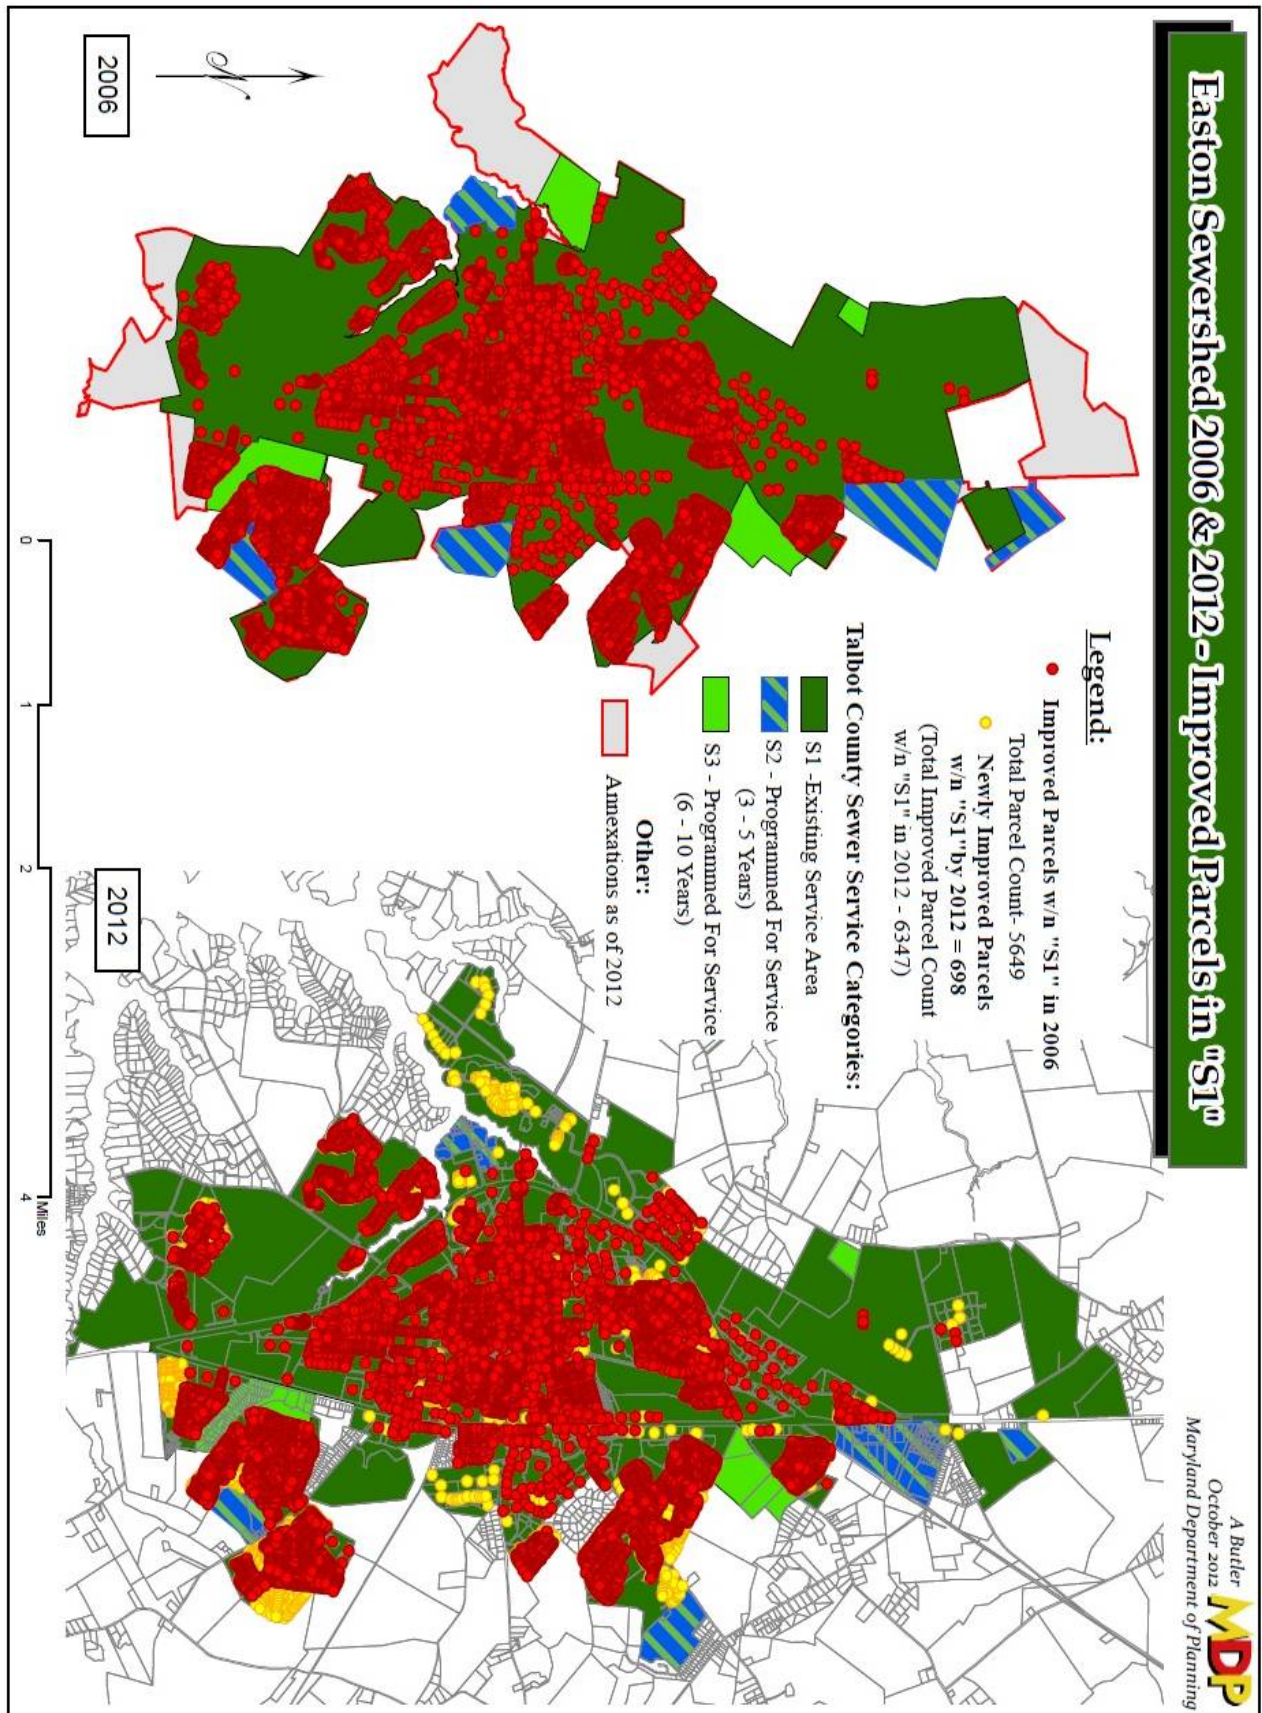 Easton Sewershed 2006 & 2012 - Improved Parcels in "S1"
A Butler
October 2012
Maryland Department of Planning
MDP
2006
N
Legend:
Improved Parcels w/n "S1" in 2006
Total Parcel Count- 5649
Newly Improved Parcels
w/n "S1"by 2012 = 698
(Total Improved Parcel Count
w/n "S1" in 2012 - 6347)
Talbot County Sewer Service Categories:
S1 -Existing Service Area
S2 - Programmed For Service
(3 - 5 Years)
S3 - Programmed For Service
(6 - 10 Years)
Other:
Annexations as of 2012
2012
0 1 2 4 Miles